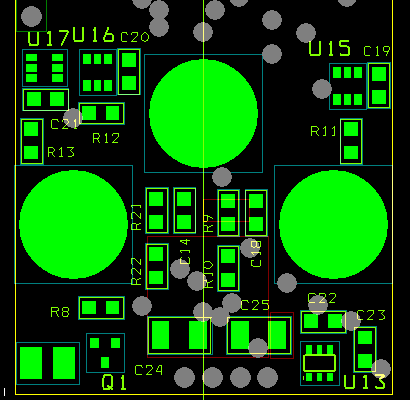 U17 U16 C20
U15 C19
C21 R12
R11
R13
R21 C14 R9 C18
R22 R10
R8 C25 C22
C23
Q1 C24 U13